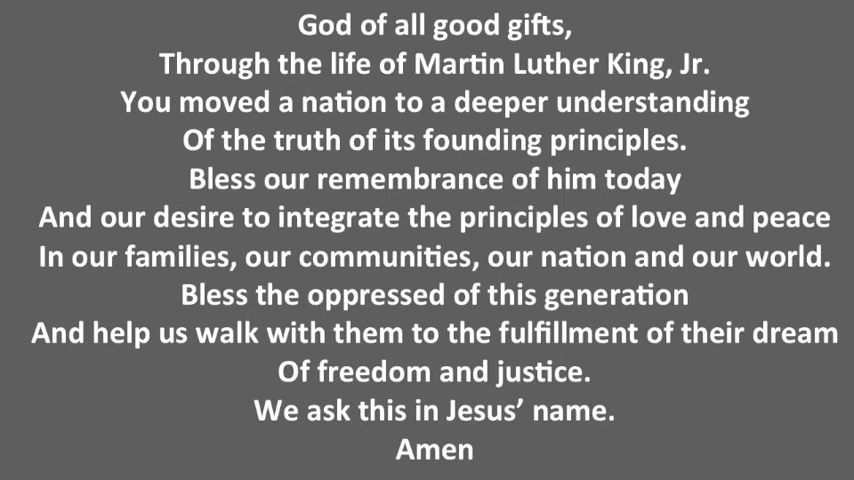 God of all good gifts,
Through the life of Martin Luther King, Jr.
You moved a nation to a deeper understanding
Of the truth of its founding principles.
Bless our remembrance of him today
And our desire to integrate the principles of love and peace
In our families, our communities, our nation and our world.
Bless the oppressed of this generation
And help us walk with them to the fulfillment of their dream
Of freedom and justice.
We ask this in Jesus’ name.
Amen